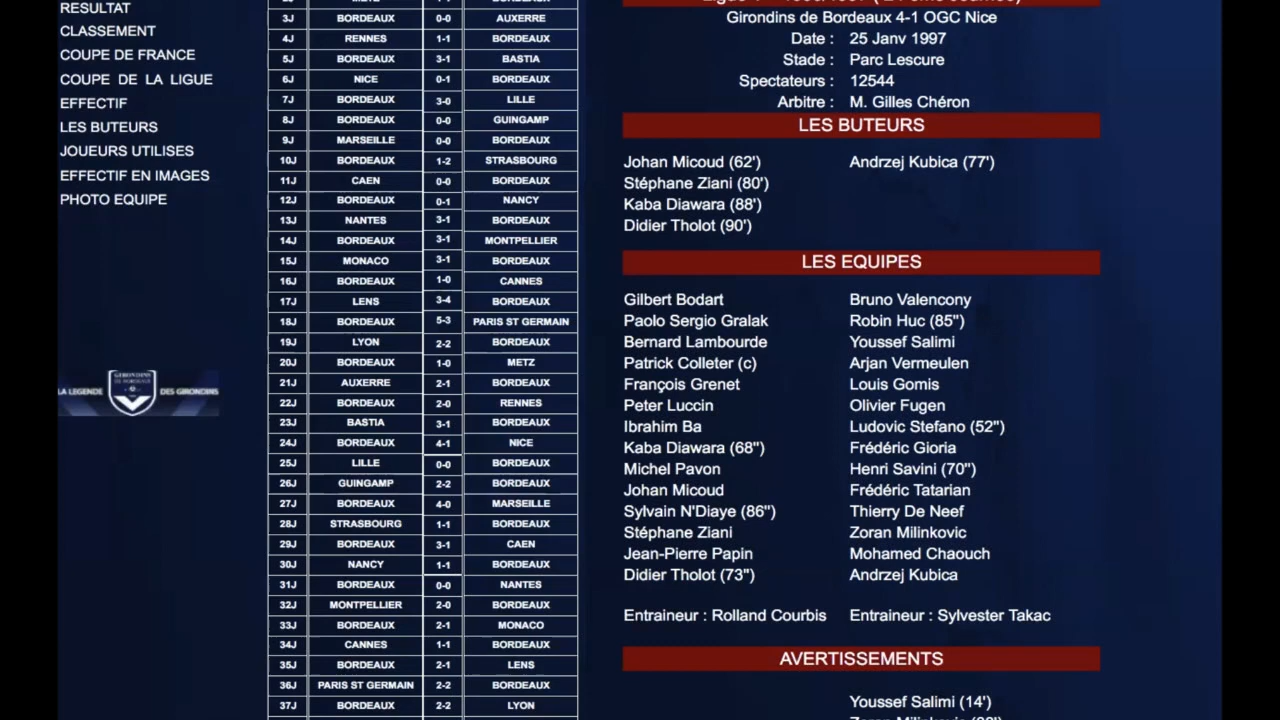 RESULTAT
CLASSEMENT
COUPE DE FRANCE
COUPE DE LA LIGUE
EFFECTIF
LES BUTEURS
JOUEURS UTILISES
EFFECTIF EN IMAGES
PHOTO EQUIPE
LA LEGENDE GIRONDINS DE BORDEAUX DES GIRONDINS
3J BORDEAUX 0-0 AUXERRE
4J RENNES 1-1 BORDEAUX
5J BORDEAUX 3-1 BASTIA
6J NICE 0-1 BORDEAUX
7J BORDEAUX 3-0 LILLE
8J BORDEAUX 0-0 GUINGAMP
9J MARSEILLE 0-0 BORDEAUX
10J BORDEAUX 1-2 STRASBOURG
11J CAEN 0-0 BORDEAUX
12J BORDEAUX 0-1 NANCY
13J NANTES 3-1 BORDEAUX
14J BORDEAUX 3-1 MONTPELLIER
15J MONACO 3-1 BORDEAUX
16J BORDEAUX 1-0 CANNES
17J LENS 3-4 BORDEAUX
18J BORDEAUX 5-3 PARIS ST GERMAIN
19J LYON 2-2 BORDEAUX
20J BORDEAUX 1-0 METZ
21J AUXERRE 2-1 BORDEAUX
22J BORDEAUX 2-0 RENNES
23J BASTIA 3-1 BORDEAUX
24J BORDEAUX 4-1 NICE
25J LILLE 0-0 BORDEAUX
26J GUINGAMP 2-2 BORDEAUX
27J BORDEAUX 4-0 MARSEILLE
28J STRASBOURG 1-1 BORDEAUX
29J BORDEAUX 3-1 CAEN
30J NANCY 1-1 BORDEAUX
31J BORDEAUX 0-0 NANTES
32J MONTPELLIER 2-0 BORDEAUX
33J BORDEAUX 2-1 MONACO
34J CANNES 1-1 BORDEAUX
35J BORDEAUX 2-1 LENS
36J PARIS ST GERMAIN 2-2 BORDEAUX
37J BORDEAUX 2-2 LYON
Girondins de Bordeaux 4-1 OGC Nice
Date : 25 Janv 1997
Stade : Parc Lescure
Spectateurs : 12544
Arbitre : M. Gilles Chéron
LES BUTEURS
Johan Micoud (62') Andrzej Kubica (77')
Stéphane Ziani (80')
Kaba Diawara (88')
Didier Tholot (90')
LES EQUIPES
Gilbert Bodart Bruno Valencony
Paolo Sergio Gralak Robin Huc (85")
Bernard Lambourde Youssef Salimi
Patrick Colleter (c) Arjan Vermeulen
François Grenet Louis Gomis
Peter Luccin Olivier Fugen
Ibrahim Ba Ludovic Stefano (52")
Kaba Diawara (68") Frédéric Gioria
Michel Pavon Henri Savini (70")
Johan Micoud Frédéric Tatarian
Sylvain N'Diaye (86") Thierry De Neef
Stéphane Ziani Zoran Milinkovic
Jean-Pierre Papin Mohamed Chaouch
Didier Tholot (73") Andrzej Kubica
Entraineur : Rolland Courbis Entraineur : Sylvester Takac
AVERTISSEMENTS
Youssef Salimi (14')